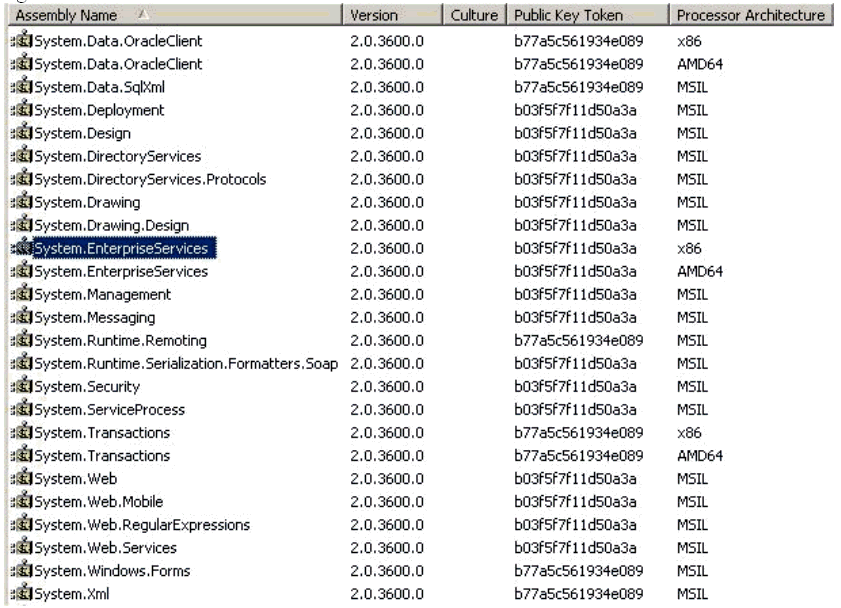 Assembly Name Version Culture Public Key Token Processor Architecture
System.Data.OracleClient 2.0.3600.0 b77a5c561934e089 x86
System.Data.OracleClient 2.0.3600.0 b77a5c561934e089 AMD64
System.Data.SqlXml 2.0.3600.0 b77a5c561934e089 MSIL
System.Deployment 2.0.3600.0 b03f5f7f11d50a3a MSIL
System.Design 2.0.3600.0 b03f5f7f11d50a3a MSIL
System.DirectoryServices 2.0.3600.0 b03f5f7f11d50a3a MSIL
System.DirectoryServices.Protocols 2.0.3600.0 b03f5f7f11d50a3a MSIL
System.Drawing 2.0.3600.0 b03f5f7f11d50a3a MSIL
System.Drawing.Design 2.0.3600.0 b03f5f7f11d50a3a MSIL
System.EnterpriseServices 2.0.3600.0 b03f5f7f11d50a3a x86
System.EnterpriseServices 2.0.3600.0 b03f5f7f11d50a3a AMD64
System.Management 2.0.3600.0 b03f5f7f11d50a3a MSIL
System.Messaging 2.0.3600.0 b03f5f7f11d50a3a MSIL
System.Runtime.Remoting 2.0.3600.0 b77a5c561934e089 MSIL
System.Runtime.Serialization.Formatters.Soap 2.0.3600.0 b03f5f7f11d50a3a MSIL
System.Security 2.0.3600.0 b03f5f7f11d50a3a MSIL
System.ServiceProcess 2.0.3600.0 b03f5f7f11d50a3a MSIL
System.Transactions 2.0.3600.0 b77a5c561934e089 x86
System.Transactions 2.0.3600.0 b77a5c561934e089 AMD64
System.Web 2.0.3600.0 b03f5f7f11d50a3a MSIL
System.Web.Mobile 2.0.3600.0 b03f5f7f11d50a3a MSIL
System.Web.RegularExpressions 2.0.3600.0 b03f5f7f11d50a3a MSIL
System.Web.Services 2.0.3600.0 b03f5f7f11d50a3a MSIL
System.Windows.Forms 2.0.3600.0 b77a5c561934e089 MSIL
System.Xml 2.0.3600.0 b77a5c561934e089 MSIL